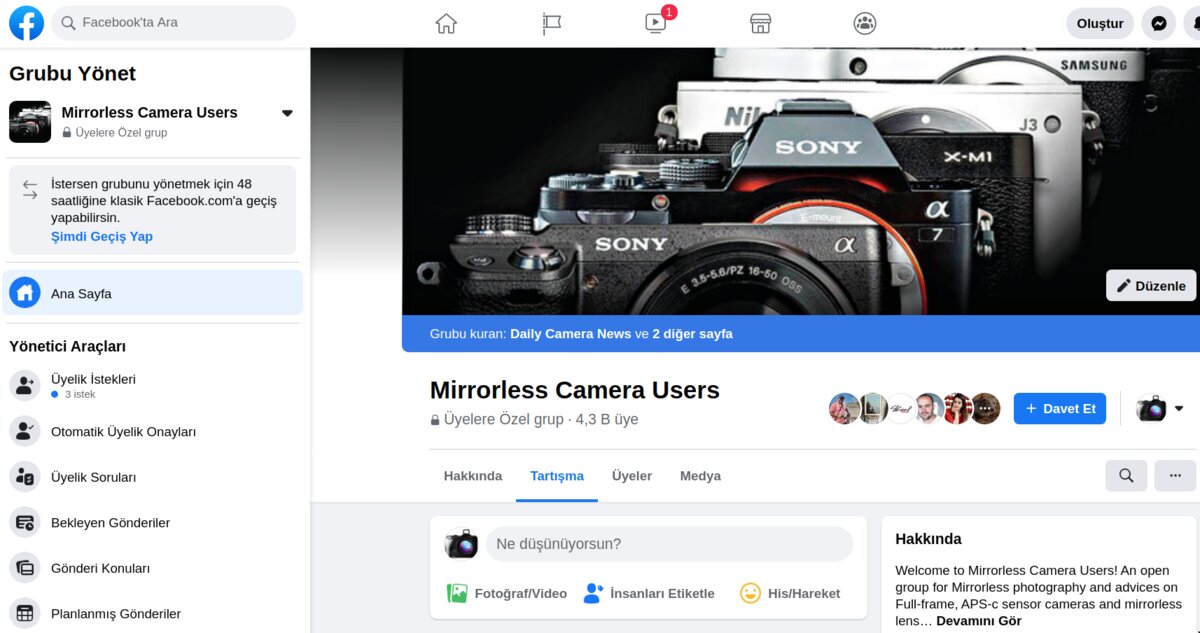 Facebook'ta Ara
1
Oluştur
Grubu Yönet
Mirrorless Camera Users
Üyelere Özel grup
İstersen grubunu yönetmek için 48
saatliğine klasik Facebook.com'a geçiş
yapabilirsin.
Şimdi Geçiş Yap
Ana Sayfa
Yönetici Araçları
Üyelik İstekleri
3 istek
Otomatik Üyelik Onayları
Üyelik Soruları
Bekleyen Gönderiler
Gönderi Konuları
Planlanmış Gönderiler
SAMSUNG
Nik
J3
SONY
X-M1
E-mount
α
7
SONY
α
E 3.5-5.6/PZ 16-50 OSS
Düzenle
Grubu kuran: Daily Camera News ve 2 diğer sayfa
Mirrorless Camera Users
Üyelere Özel grup · 4,3 B üye
+ Davet Et
Hakkında Tartışma Üyeler Medya
Ne düşünüyorsun?
Fotoğraf/Video İnsanları Etiketle His/Hareket
Hakkında
Welcome to Mirrorless Camera Users! An open
group for Mirrorless photography and advices on
Full-frame, APS-c sensor cameras and mirrorless
lens… Devamını Gör